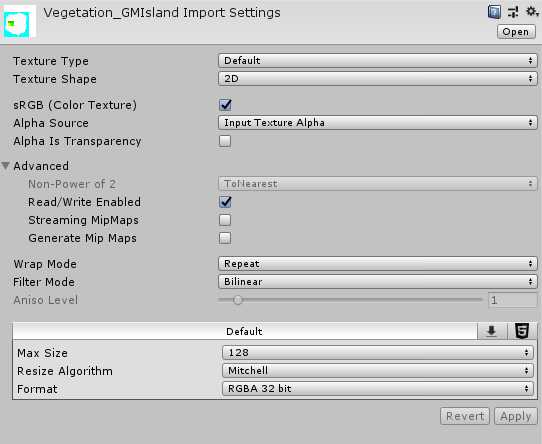 Vegetation_GMIsland Import Settings
Open
Texture Type Default
Texture Shape 2D
sRGB (Color Texture)
Alpha Source Input Texture Alpha
Alpha Is Transparency
Advanced
Non-Power of 2 ToNearest
Read/Write Enabled
Streaming MipMaps
Generate Mip Maps
Wrap Mode Repeat
Filter Mode Bilinear
Aniso Level 1
Default 5
Max Size 128
Resize Algorithm Mitchell
Format RGBA 32 bit
Revert Apply